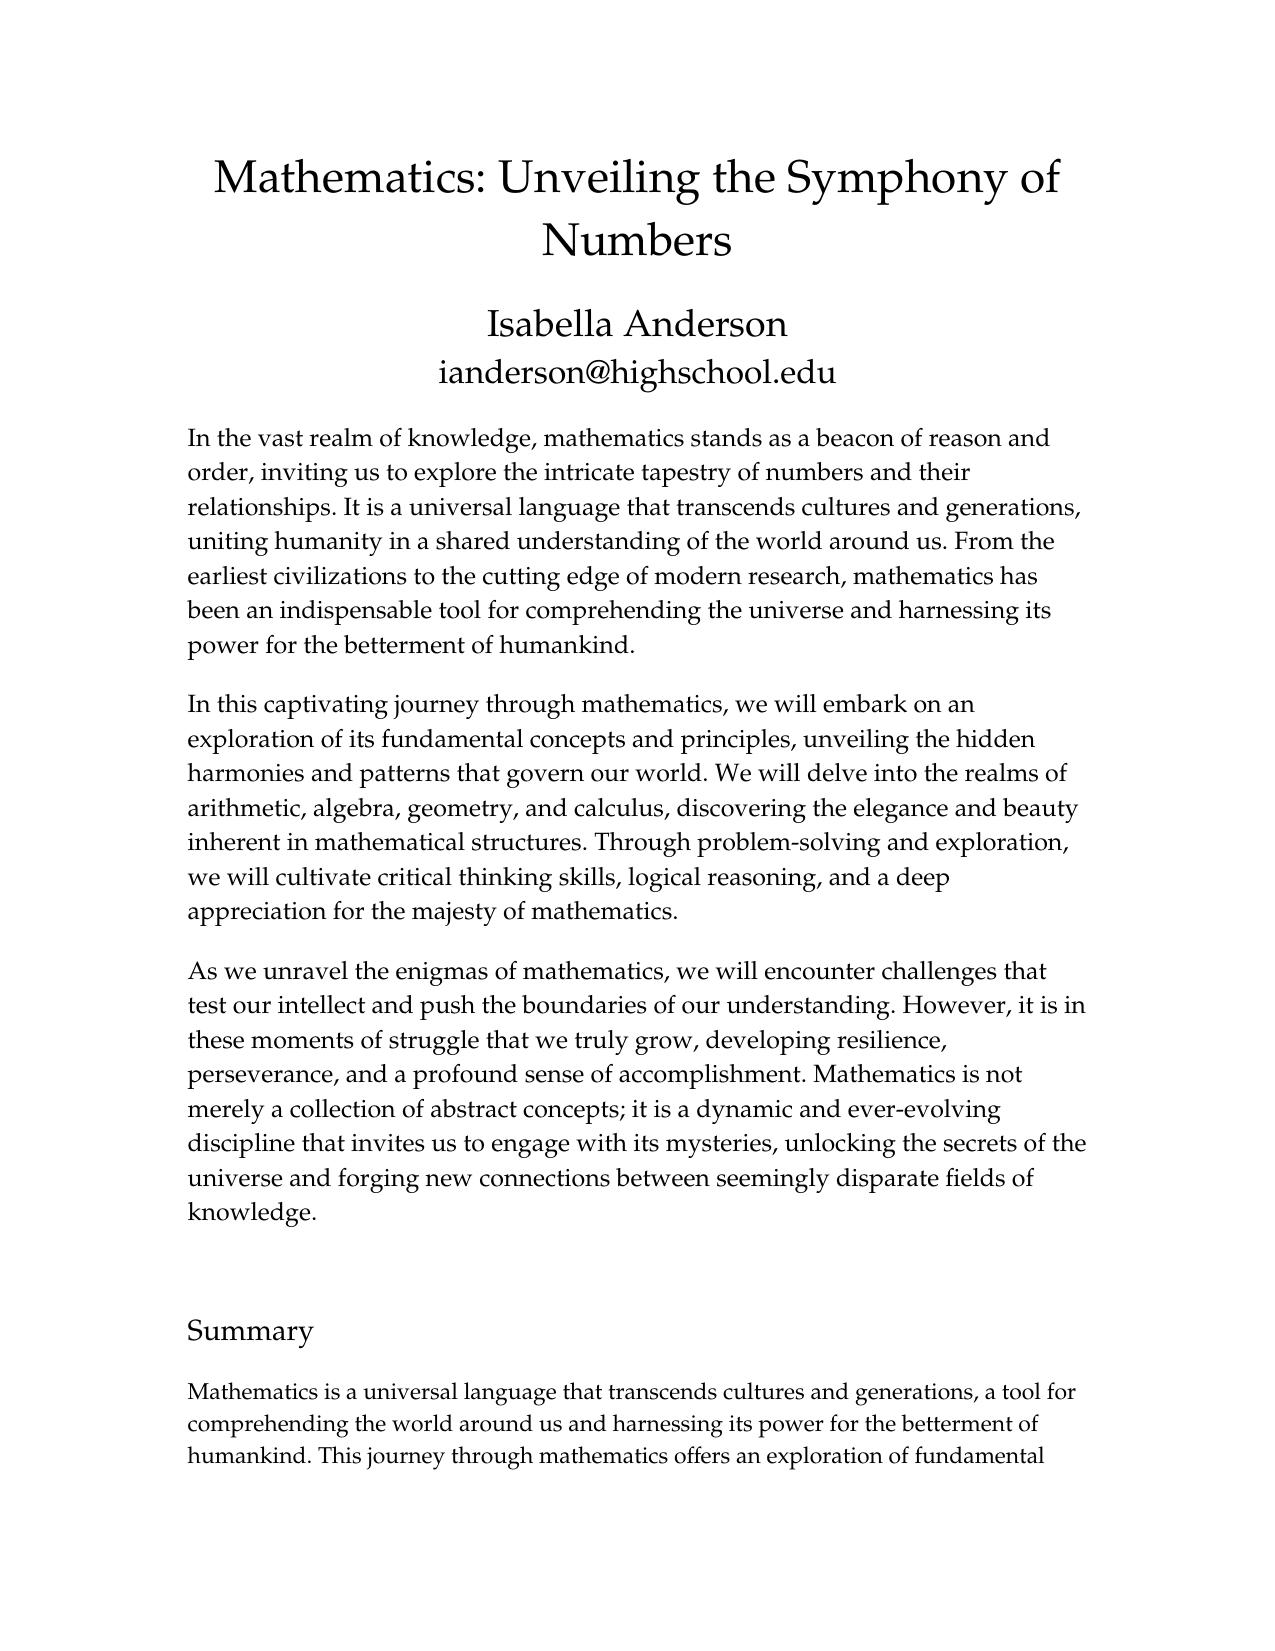 Mathematics: Unveiling the Symphony of
Numbers
Isabella Anderson
ianderson@highschool.edu
In the vast realm of knowledge, mathematics stands as a beacon of reason and
order, inviting us to explore the intricate tapestry of numbers and their
relationships. It is a universal language that transcends cultures and generations,
uniting humanity in a shared understanding of the world around us. From the
earliest civilizations to the cutting edge of modern research, mathematics has
been an indispensable tool for comprehending the universe and harnessing its
power for the betterment of humankind.
In this captivating journey through mathematics, we will embark on an
exploration of its fundamental concepts and principles, unveiling the hidden
harmonies and patterns that govern our world. We will delve into the realms of
arithmetic, algebra, geometry, and calculus, discovering the elegance and beauty
inherent in mathematical structures. Through problem-solving and exploration,
we will cultivate critical thinking skills, logical reasoning, and a deep
appreciation for the majesty of mathematics.
As we unravel the enigmas of mathematics, we will encounter challenges that
test our intellect and push the boundaries of our understanding. However, it is in
these moments of struggle that we truly grow, developing resilience,
perseverance, and a profound sense of accomplishment. Mathematics is not
merely a collection of abstract concepts; it is a dynamic and ever-evolving
discipline that invites us to engage with its mysteries, unlocking the secrets of the
universe and forging new connections between seemingly disparate fields of
knowledge.
Summary
Mathematics is a universal language that transcends cultures and generations, a tool for
comprehending the world around us and harnessing its power for the betterment of
humankind. This journey through mathematics offers an exploration of fundamental